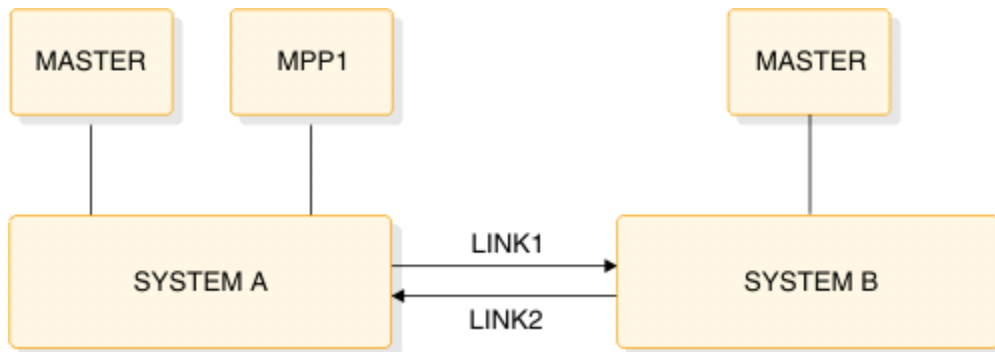 MASTER
MPP1
MASTER
LINK1
SYSTEM A
SYSTEM B
LINK2